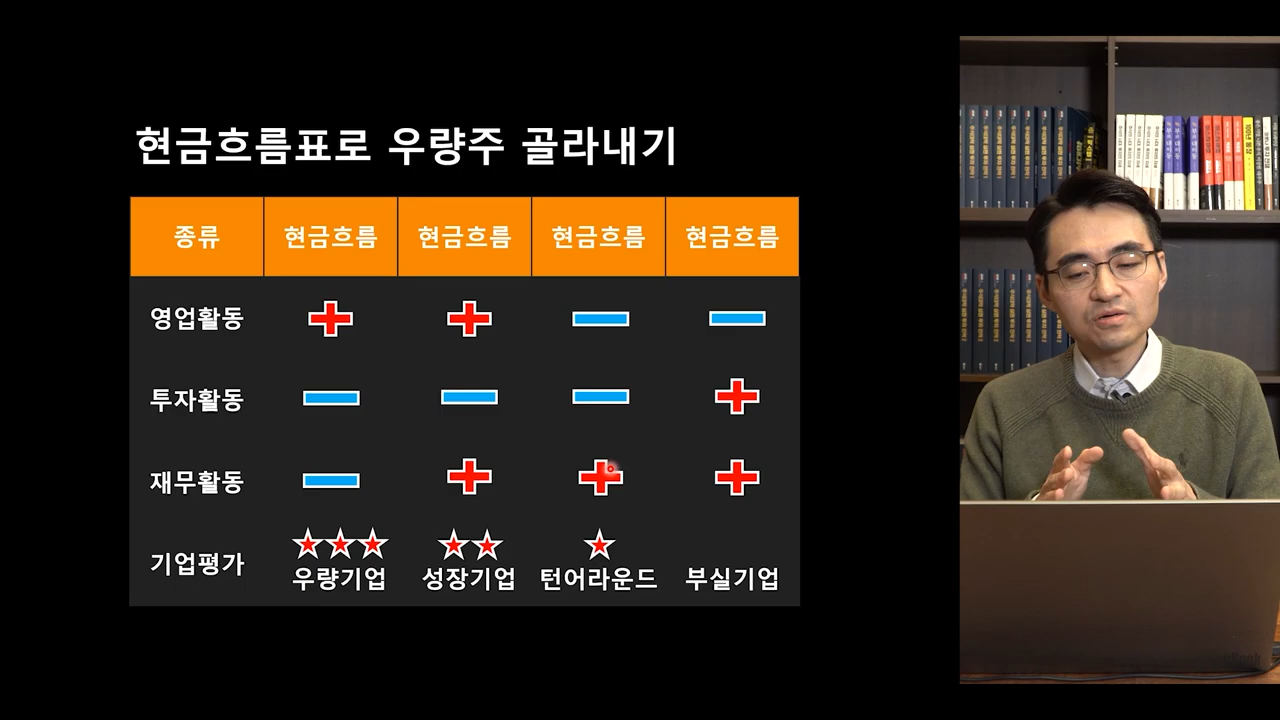 현금흐름표로 우량주 골라내기
종류 현금흐름 현금흐름 현금흐름 현금흐름
영업활동
투자활동
재무활동
기업평가
우량기업 성장기업 턴어라운드 부실기업